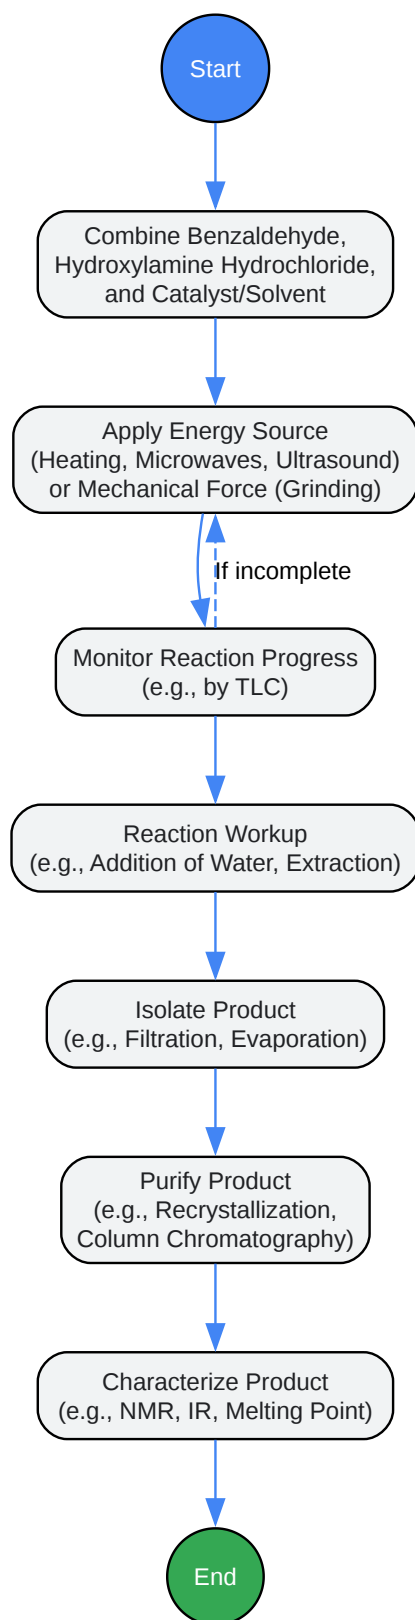 Start
Combine Benzaldehyde,
Hydroxylamine Hydrochloride,
and Catalyst/Solvent
Apply Energy Source
(Heating, Microwaves, Ultrasound)
or Mechanical Force (Grinding)
If incomplete
Monitor Reaction Progress
(e.g., by TLC)
Reaction Workup
(e.g., Addition of Water, Extraction)
Isolate Product
(e.g., Filtration, Evaporation)
Purify Product
(e.g., Recrystallization,
Column Chromatography)
Characterize Product
(e.g., NMR, IR, Melting Point)
End